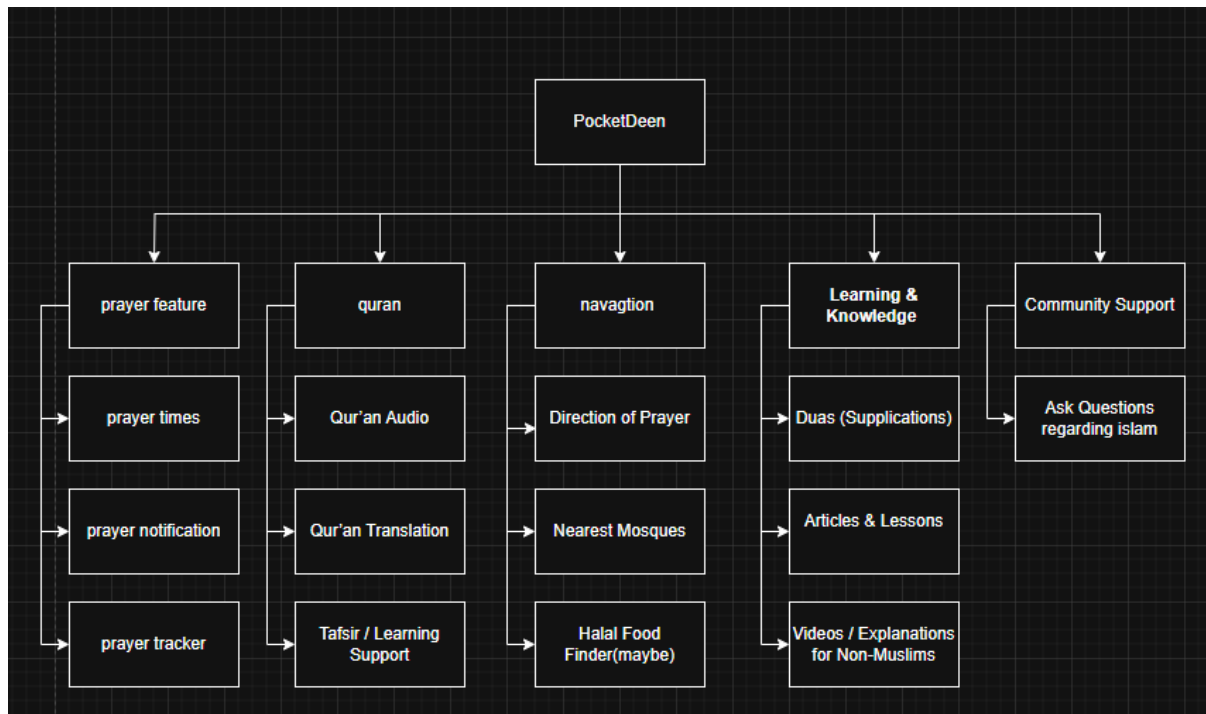 PocketDeen
prayer feature
quran
navagtion
Learning &
Knowledge
Community Support
prayer times
Qur’an Audio
Direction of Prayer
Duas (Supplications)
Ask Questions
regarding islam
prayer notification
Qur’an Translation
Nearest Mosques
Articles & Lessons
prayer tracker
Tafsir / Learning
Support
Halal Food
Finder(maybe)
Videos / Explanations
for Non-Muslims